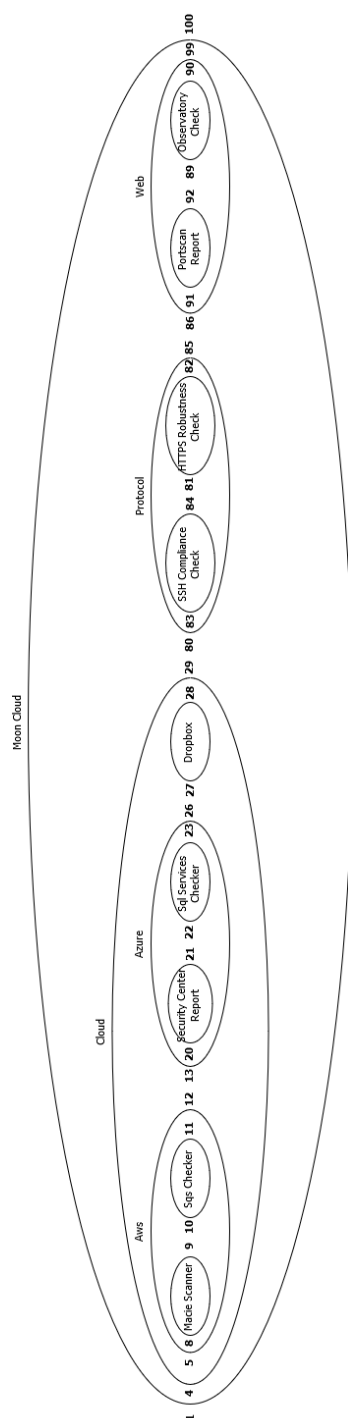 Moon Cloud
Cloud
Aws
Azure
Protocol
Web
1
4
5
8
Macie Scanner
9
10
Sqs Checker
11
12
13
20
Security Center
Report
21
22
Sql Services
Checker
23
26
27
Dropbox
28
29
80
83
SSH Compliance
Check
84
81
HTTPS Robustness
Check
82
85
86
91
Portscan
Report
92
89
Observatory
Check
90
99
100